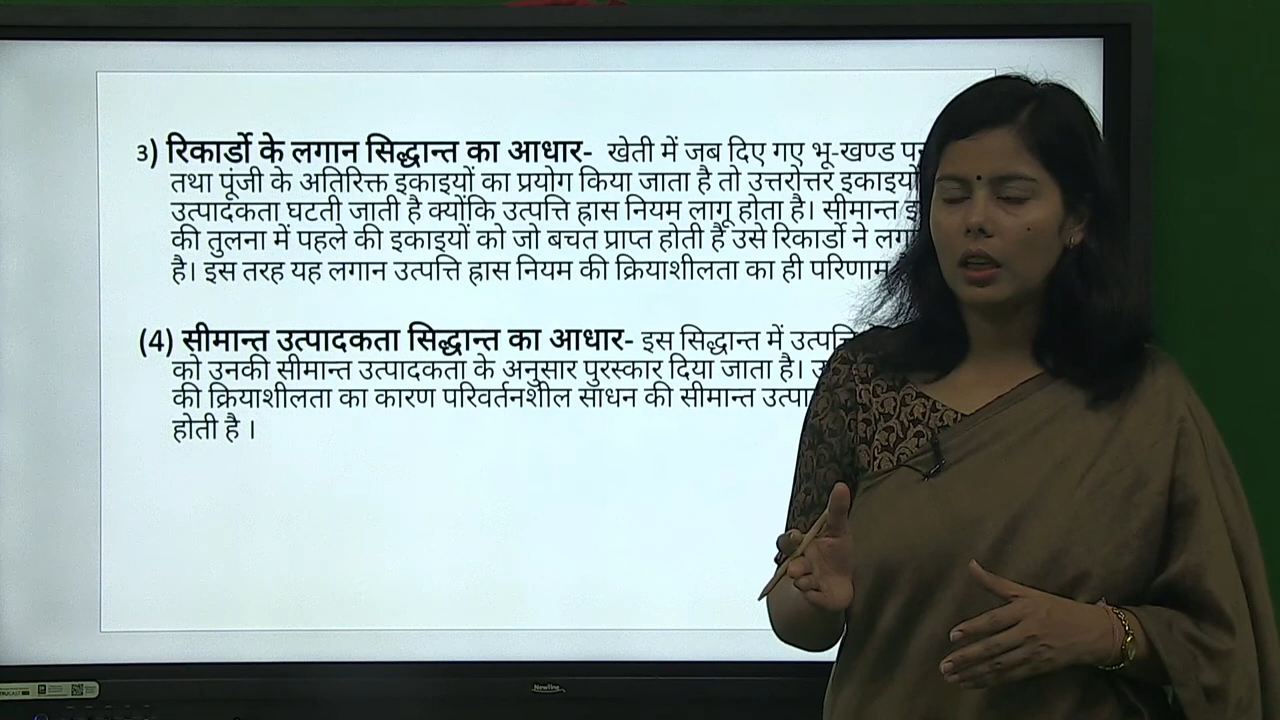 3) रिकार्डो के लगान सिद्धान्त का आधार- खेती में जब दिए गए भू-खण्ड
तथा पूंजी के अतिरिक्त इकाइयों का प्रयोग किया जाता है तो उत्तरोत्तर इकाइयों
उत्पादकता घटती जाती है क्योंकि उत्पत्ति ह्रास नियम लागू होता है। सीमान्त
की तुलना में पहले की इकाइयों को जो बचत प्राप्त होती हैं उसे रिकार्डो ने
है। इस तरह यह लगान उत्पत्ति ह्रास नियम की क्रियाशीलता का ही परिणाम
(4) सीमान्त उत्पादकता सिद्धान्त का आधार- इस सिद्धान्त में
को उनकी सीमान्त उत्पादकता के अनुसार पुरस्कार दिया जाता है।
की क्रियाशीलता का कारण परिवर्तनशील साधन की सीमान्त
होती है ।
Newline